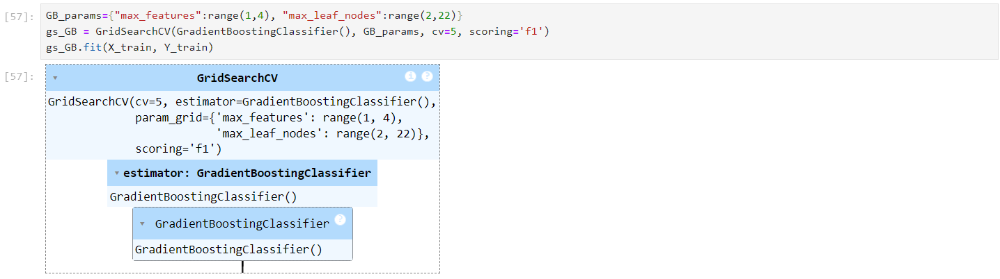 [57]: GB_params={"max_features":range(1,4), "max_leaf_nodes":range(2,22)}
gs_GB = GridSearchCV(GradientBoostingClassifier(), GB_params, cv=5, scoring='f1')
gs_GB.fit(X_train, Y_train)
[57]: ▾ GridSearchCV i ?
GridSearchCV(cv=5, estimator=GradientBoostingClassifier(),
param_grid={'max_features': range(1, 4),
'max_leaf_nodes': range(2, 22)},
scoring='f1')
▾ estimator: GradientBoostingClassifier
GradientBoostingClassifier()
▾ GradientBoostingClassifier ?
GradientBoostingClassifier()